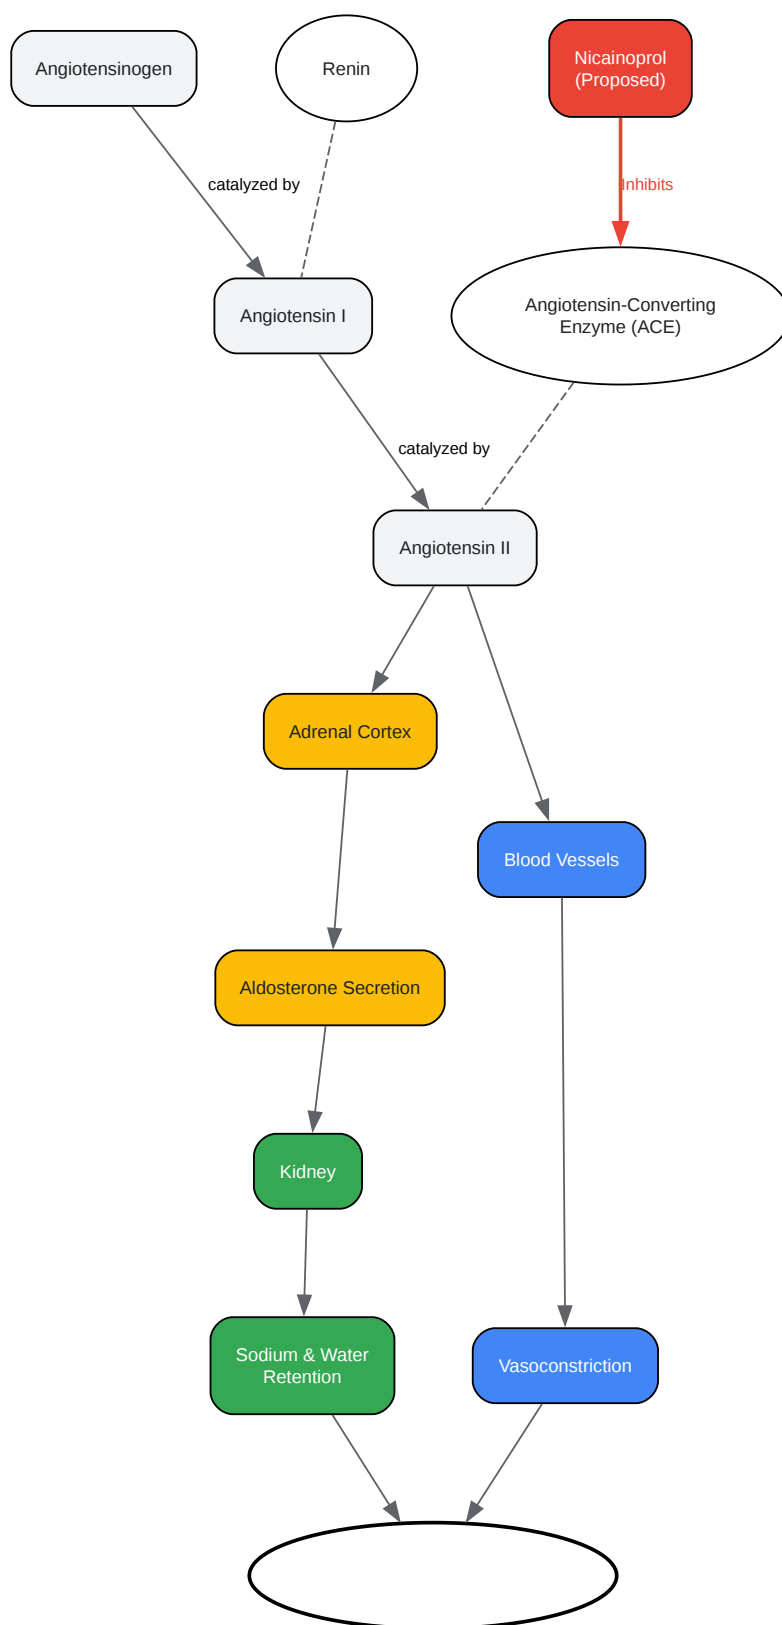 Angiotensinogen
Renin
Nicainoprol
(Proposed)
catalyzed by
Inhibits
Angiotensin I
Angiotensin-Converting
Enzyme (ACE)
catalyzed by
Angiotensin II
Adrenal Cortex
Blood Vessels
Aldosterone Secretion
Kidney
Sodium & Water
Retention
Vasoconstriction